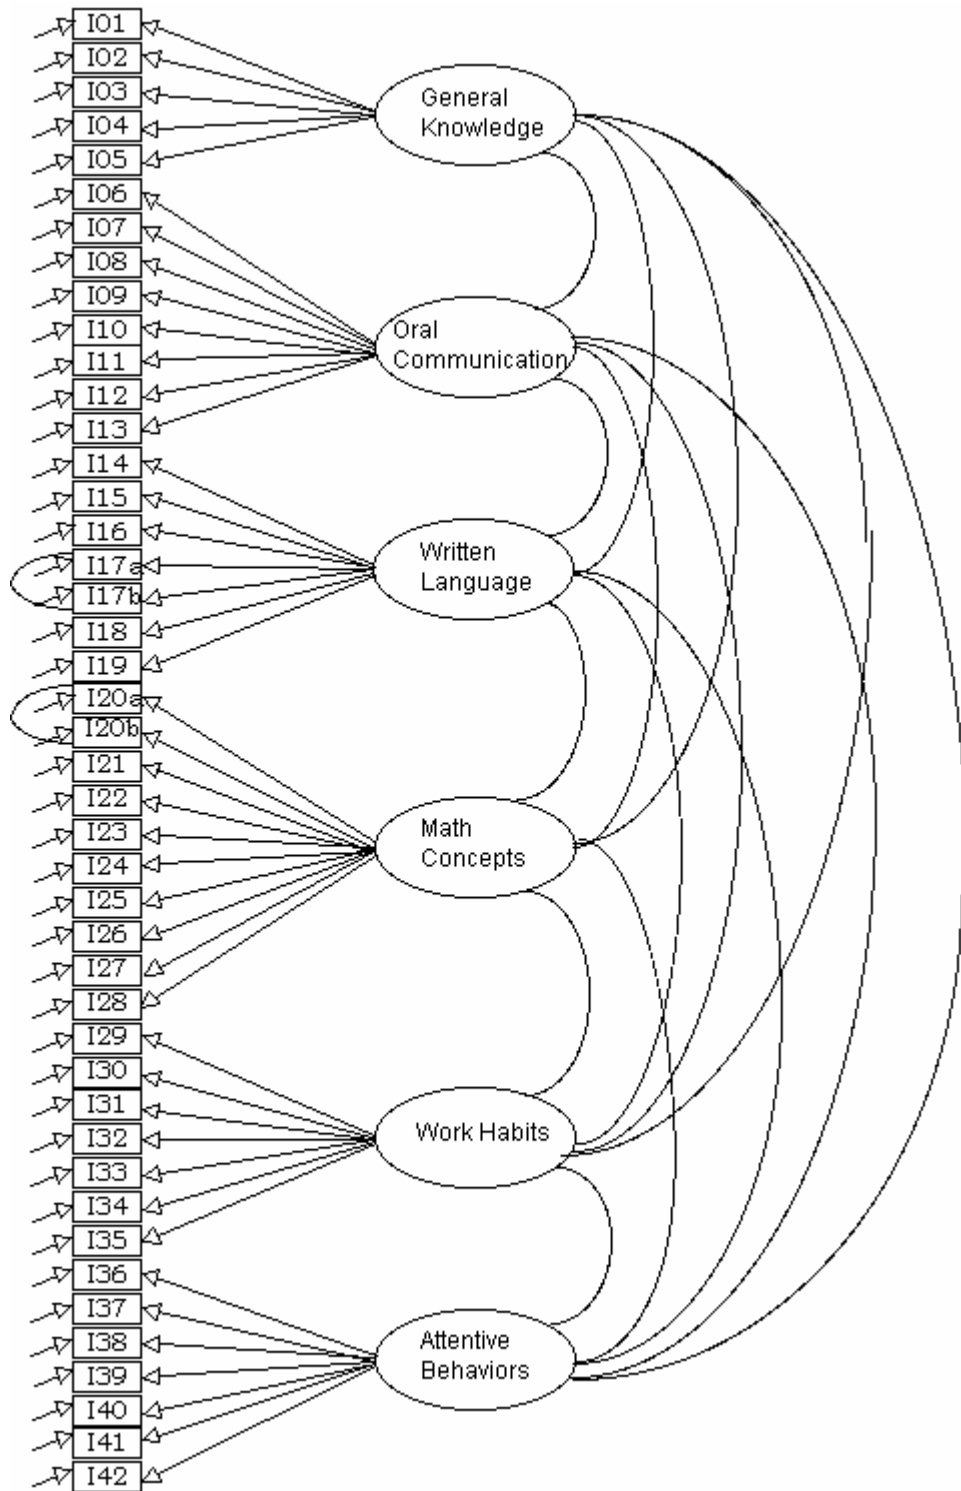 I01
I02
I03
I04
I05
I06
I07
I08
I09
I10
I11
I12
I13
I14
I15
I16
I17a
I17b
I18
I19
I20a
I20b
I21
I22
I23
I24
I25
I26
I27
I28
I29
I30
I31
I32
I33
I34
I35
I36
I37
I38
I39
I40
I41
I42
General
Knowledge
Oral
Communication
Written
Language
Math
Concepts
Work Habits
Attentive
Behaviors